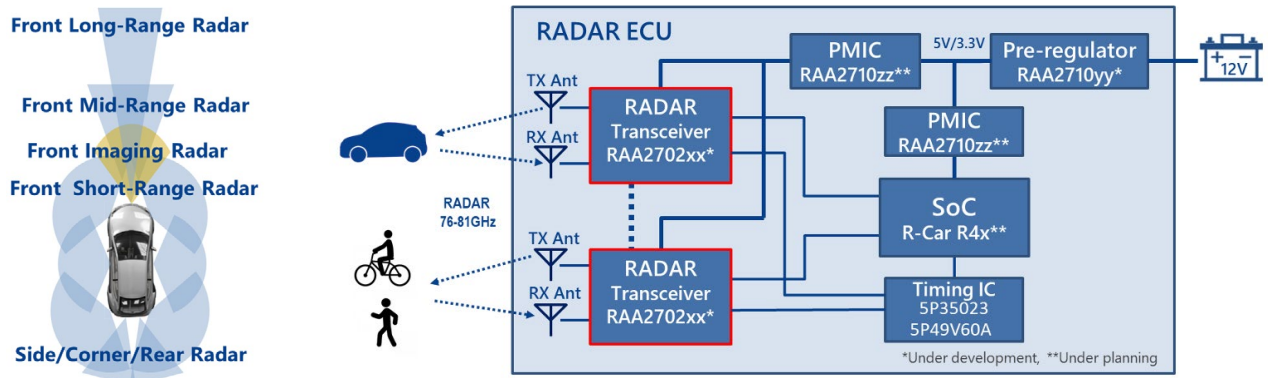 Front Long-Range Radar
Front Mid-Range Radar
Front Imaging Radar
Front Short-Range Radar
Side/Corner/Rear Radar
RADAR
76-81GHz
RADAR ECU
TX Ant
RX Ant
RADAR
Transceiver
RAA2702xx*
TX Ant
RX Ant
RADAR
Transceiver
RAA2702xx*
PMIC
RAA2710zz**
5V/3.3V
Pre-regulator
RAA2710yy*
+ -
12V
PMIC
RAA2710zz**
SoC
R-Car R4x**
Timing IC
5P35023
5P49V60A
*Under development, **Under planning